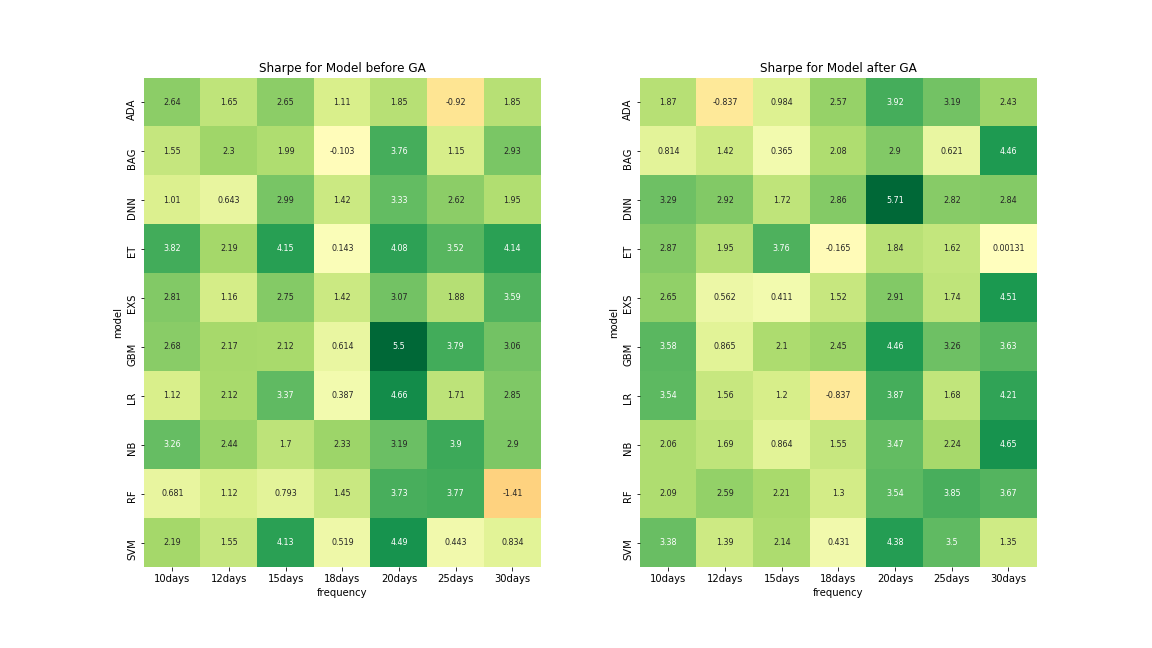 Sharpe for Model before GA
model
ADA 2.64 1.65 2.65 1.11 1.85 -0.92 1.85
BAG 1.55 2.3 1.99 -0.103 3.76 1.15 2.93
DNN 1.01 0.643 2.99 1.42 3.33 2.62 1.95
ET 3.82 2.19 4.15 0.143 4.08 3.52 4.14
EXS 2.81 1.16 2.75 1.42 3.07 1.88 3.59
GBM 2.68 2.17 2.12 0.614 5.5 3.79 3.06
LR 1.12 2.12 3.37 0.387 4.66 1.71 2.85
NB 3.26 2.44 1.7 2.33 3.19 3.9 2.9
RF 0.681 1.12 0.793 1.45 3.73 3.77 -1.41
SVM 2.19 1.55 4.13 0.519 4.49 0.443 0.834
10days 12days 15days 18days 20days 25days 30days
frequency
Sharpe for Model after GA
model
ADA 1.87 -0.837 0.984 2.57 3.92 3.19 2.43
BAG 0.814 1.42 0.365 2.08 2.9 0.621 4.46
DNN 3.29 2.92 1.72 2.86 5.71 2.82 2.84
ET 2.87 1.95 3.76 -0.165 1.84 1.62 0.00131
EXS 2.65 0.562 0.411 1.52 2.91 1.74 4.51
GBM 3.58 0.865 2.1 2.45 4.46 3.26 3.63
LR 3.54 1.56 1.2 -0.837 3.87 1.68 4.21
NB 2.06 1.69 0.864 1.55 3.47 2.24 4.65
RF 2.09 2.59 2.21 1.3 3.54 3.85 3.67
SVM 3.38 1.39 2.14 0.431 4.38 3.5 1.35
10days 12days 15days 18days 20days 25days 30days
frequency